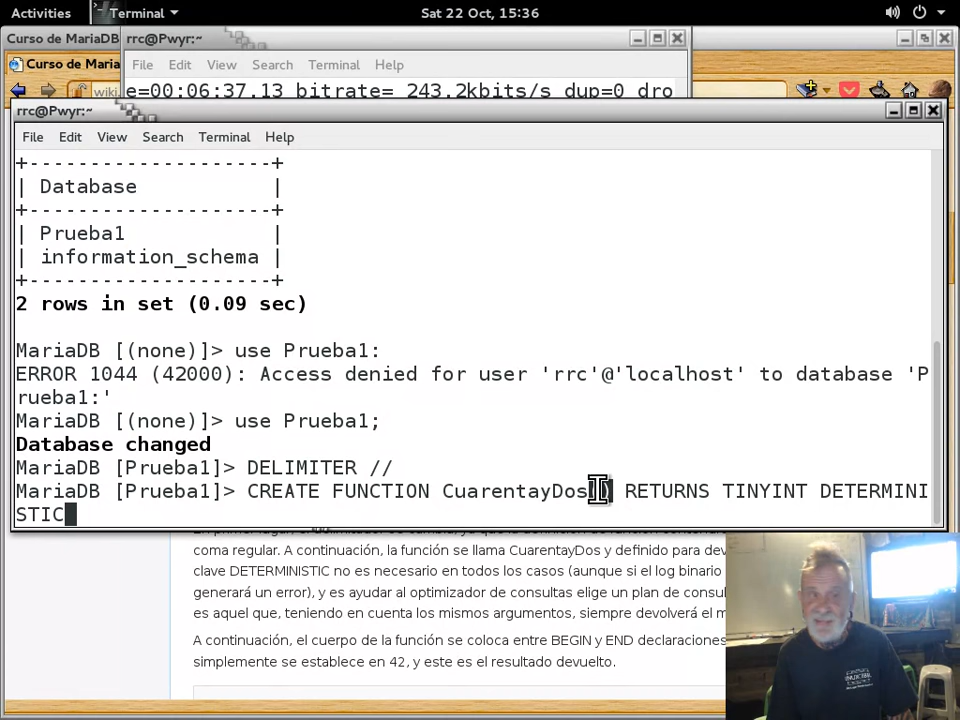 Activities Terminal Sat 22 Oct, 15:36
Curso de MariaDB rrc@Pwyr:~
Curso de Maria File Edit View Search Terminal Help
wiki e=00:06:37.13 bitrate= 243.2kbits/s dup=0 dro
rrc@Pwyr:~
File Edit View Search Terminal Help
+--------------------+
| Database |
+--------------------+
| Prueba1 |
| information_schema |
+--------------------+
2 rows in set (0.09 sec)
MariaDB [(none)]> use Prueba1:
ERROR 1044 (42000): Access denied for user 'rrc'@'localhost' to database 'P
rueba1:'
MariaDB [(none)]> use Prueba1;
Database changed
MariaDB [Prueba1]> DELIMITER //
MariaDB [Prueba1]> CREATE FUNCTION CuarentayDos() RETURNS TINYINT DETERMINI
STIC
coma regular. A continuación, la función se llama CuarentayDos y definido para dev
clave DETERMINISTIC no es necesario en todos los casos (aunque si el log binario
generará un error), y es ayudar al optimizador de consultas elige un plan de consul
es aquel que, teniendo en cuenta los mismos argumentos, siempre devolverá el m
A continuación, el cuerpo de la función se coloca entre BEGIN y END declaraciones
simplemente se establece en 42, y este es el resultado devuelto.